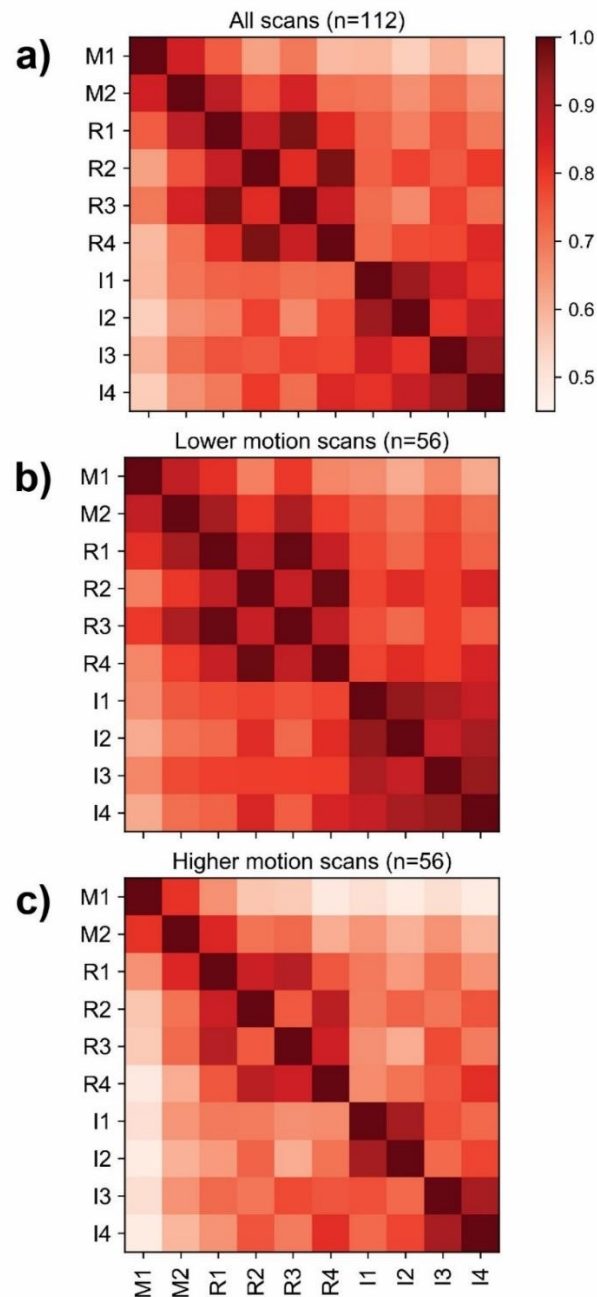 All scans (n=112)
a)
M1
M2
R1
R2
R3
R4
I1
I2
I3
I4
1.0
0.9
0.8
0.7
0.6
0.5
Lower motion scans (n=56)
b)
M1
M2
R1
R2
R3
R4
I1
I2
I3
I4
Higher motion scans (n=56)
c)
M1
M2
R1
R2
R3
R4
I1
I2
I3
I4
M1 M2 R1 R2 R3 R4 I1 I2 I3 I4